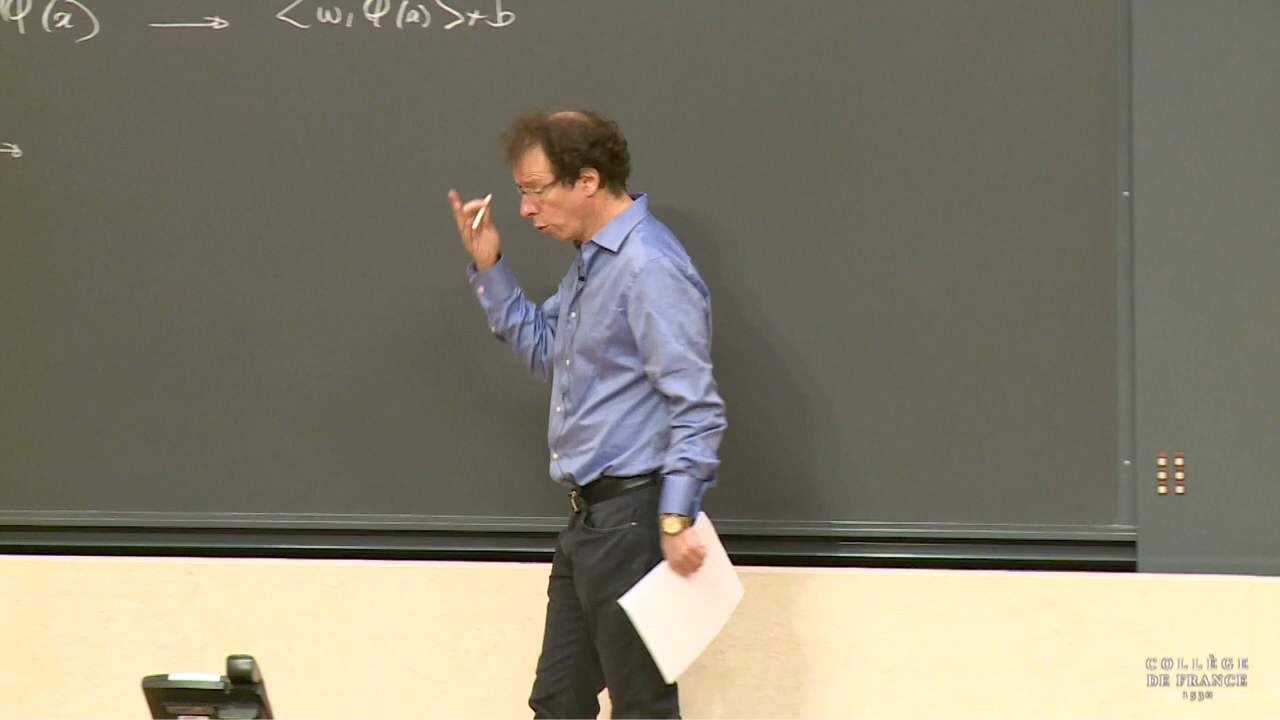 Φ(x) → <w, Φ(x)>+b
→
COLLÈGE
DE FRANCE
1530